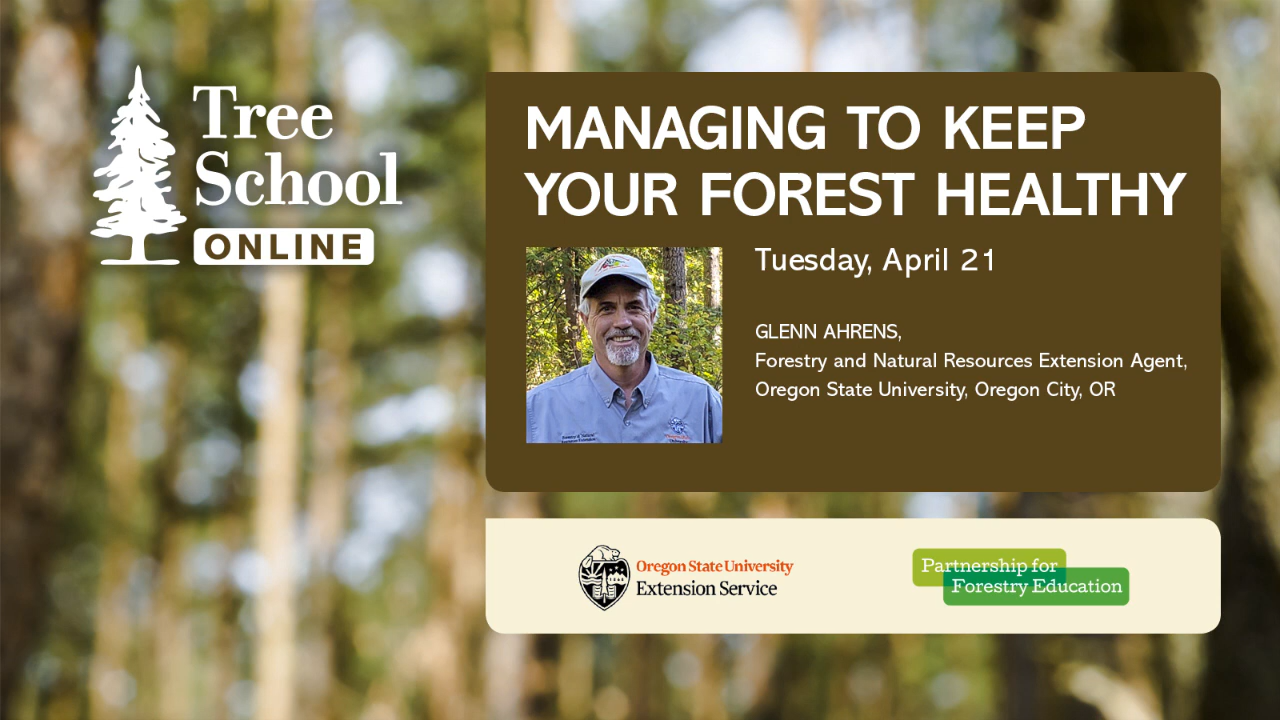 Tree
School
ONLINE
MANAGING TO KEEP
YOUR FOREST HEALTHY
Tuesday, April 21
GLENN AHRENS,
Forestry and Natural Resources Extension Agent,
Oregon State University, Oregon City, OR
Oregon State University
Extension Service
Partnership for
Forestry Education